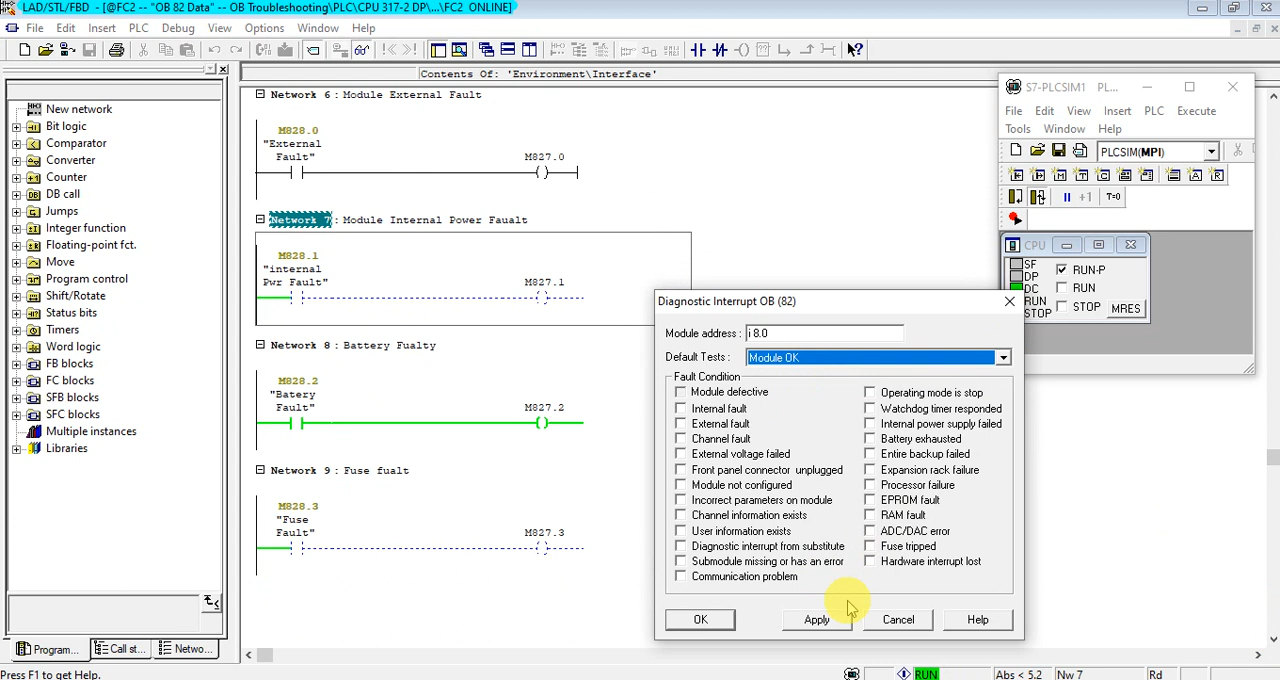 LAD/STL/FBD - [@FC2 -- "OB 82 Data" -- OB Troubleshooting\PLC\CPU 317-2 DP\...\FC2 ONLINE]
File Edit Insert PLC Debug View Options Window Help
Contents Of: 'Environment\Interface'
New network
Bit logic
Comparator
Converter
Counter
DB call
Jumps
Integer function
Floating-point fct.
Move
Program control
Shift/Rotate
Status bits
Timers
Word logic
FB blocks
FC blocks
SFB blocks
SFC blocks
Multiple instances
Libraries
Program...
Call st...
Netwo...
Press F1 to get Help.
Network 6 : Module External Fault
M828.0
"External
Fault"
M827.0
Network 7 : Module Internal Power Faualt
M828.1
"internal
Pwr Fault"
M827.1
Network 8 : Battery Fualty
M828.2
"Batery
Fault"
M827.2
Network 9 : Fuse fualt
M828.3
"Fuse
Fault"
M827.3
S7-PLCSIM1 PL...
File Edit View Insert PLC Execute
Tools Window Help
PLCSIM(MPI)
+1 T=0
CPU
SF
DP
DC
RUN
STOP
RUN-P
RUN
STOP
MRES
Diagnostic Interrupt OB (82)
Module address : i 8.0
Default Tests : Module OK
Fault Condition
Module defective
Internal fault
External fault
Channel fault
External voltage failed
Front panel connector unplugged
Module not configured
Incorrect parameters on module
Channel information exists
User information exists
Diagnostic interrupt from substitute
Submodule missing or has an error
Communication problem
Operating mode is stop
Watchdog timer responded
Internal power supply failed
Battery exhausted
Entire backup failed
Expansion rack failure
Processor failure
EPROM fault
RAM fault
ADC/DAC error
Fuse tripped
Hardware interrupt lost
OK Apply Cancel Help
RUN Abs < 5.2 Nw 7 Rd